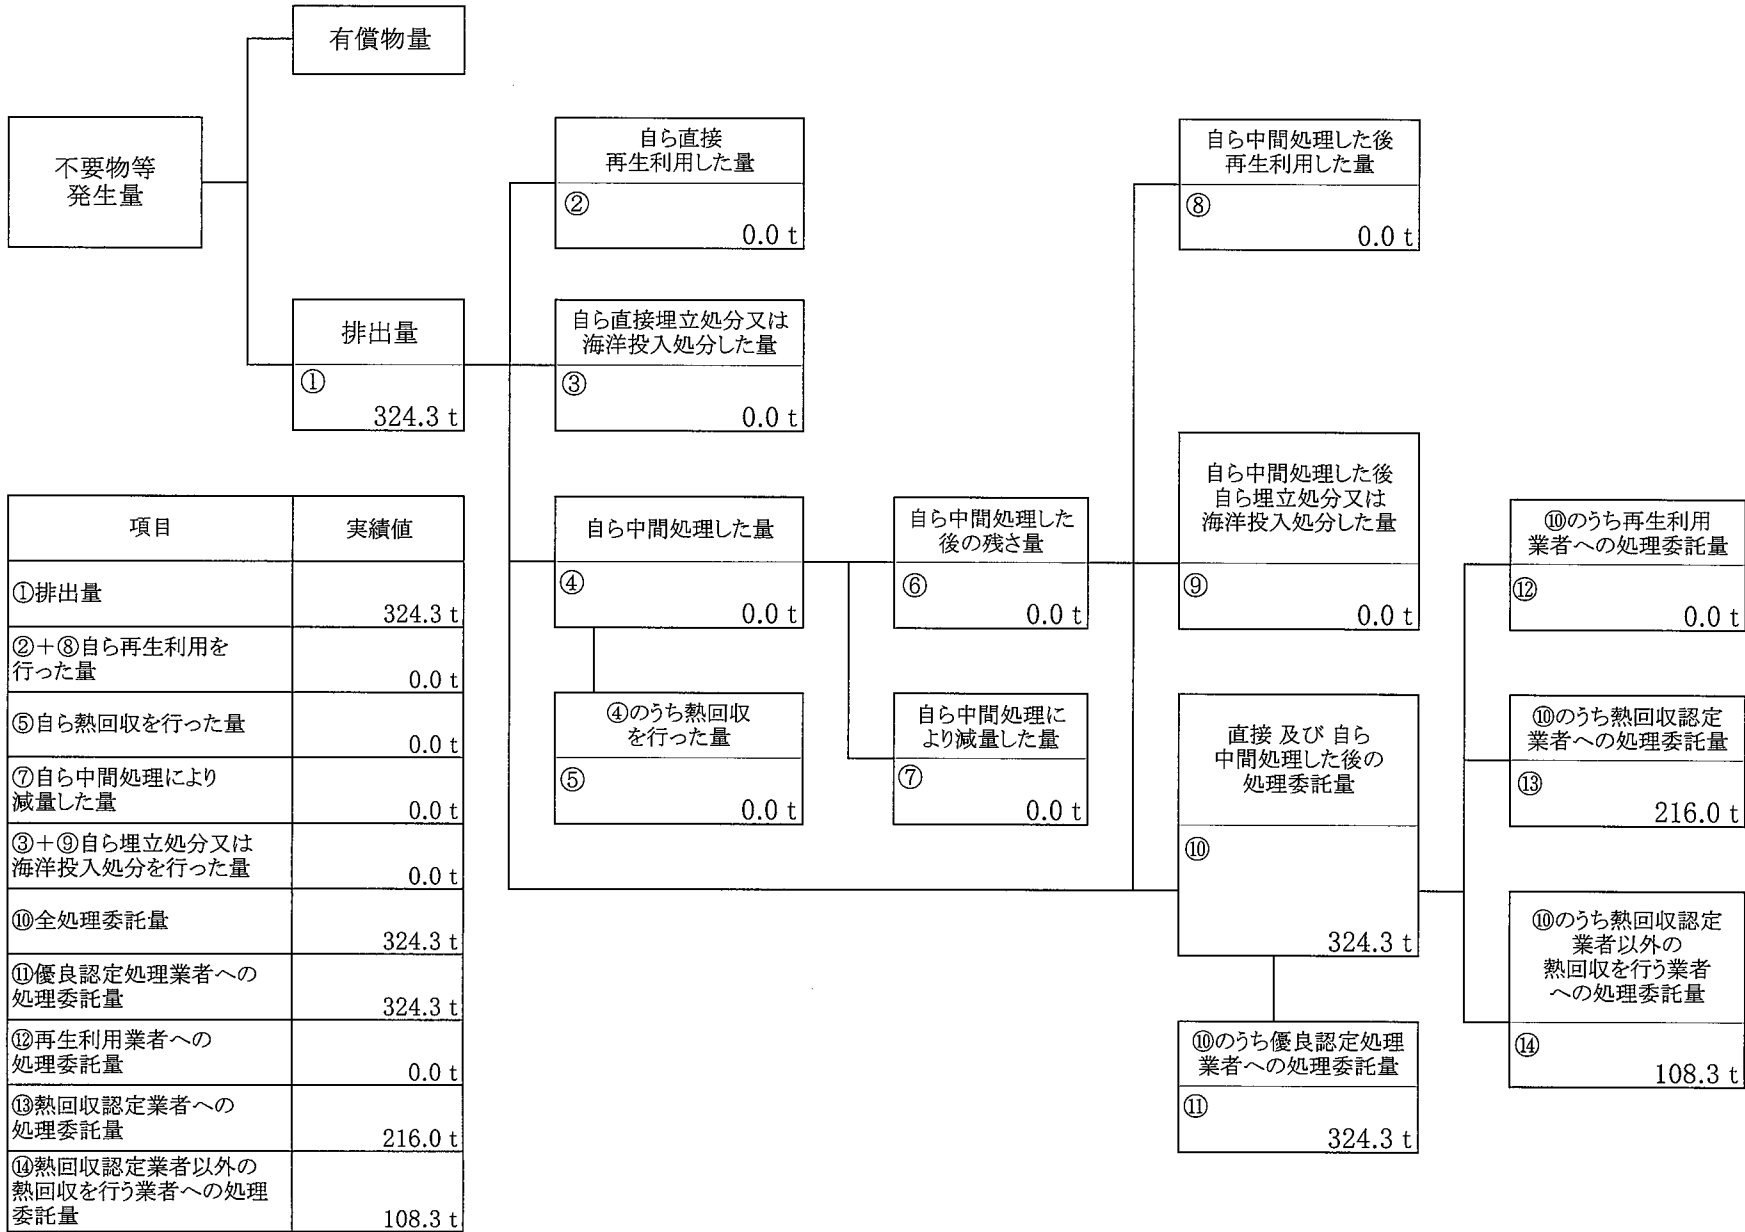 有償物量
不要物等
発生量
排出量
①
324.3 t
自ら直接
再生利用した量
②
0.0 t
自ら直接埋立処分又は
海洋投入処分した量
③
0.0 t
自ら中間処理した量
④
0.0 t
④のうち熱回収
を行った量
⑤
0.0 t
自ら中間処理した
後の残さ量
⑥
0.0 t
自ら中間処理に
より減量した量
⑦
0.0 t
自ら中間処理した後
再生利用した量
⑧
0.0 t
自ら中間処理した後
自ら埋立処分又は
海洋投入処分した量
⑨
0.0 t
直接 及び 自ら
中間処理した後の
処理委託量
⑩
324.3 t
⑩のうち優良認定処理
業者への処理委託量
⑪
324.3 t
⑩のうち再生利用
業者への処理委託量
⑫
0.0 t
⑩のうち熱回収認定
業者への処理委託量
⑬
216.0 t
⑩のうち熱回収認定
業者以外の
熱回収を行う業者
への処理委託量
⑭
108.3 t
項目 実績値
①排出量
324.3 t
②+⑧自ら再生利用を
行った量 0.0 t
⑤自ら熱回収を行った量
0.0 t
⑦自ら中間処理により
減量した量 0.0 t
③+⑨自ら埋立処分又は
海洋投入処分を行った量 0.0 t
⑩全処理委託量
324.3 t
⑪優良認定処理業者への
処理委託量 324.3 t
⑫再生利用業者への
処理委託量 0.0 t
⑬熱回収認定業者への
処理委託量 216.0 t
⑭熱回収認定業者以外の
熱回収を行う業者への処理
委託量 108.3 t